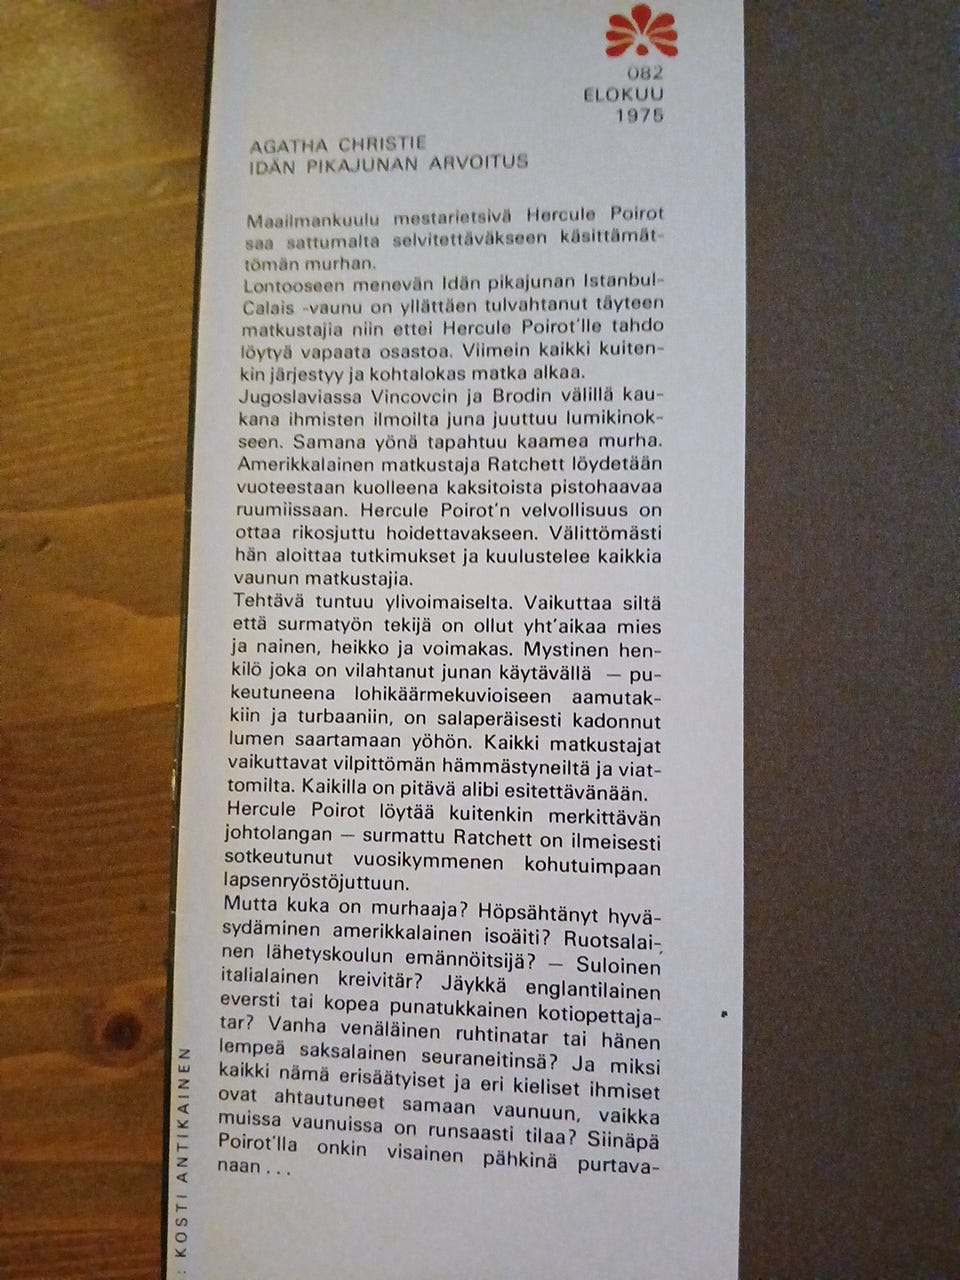 082
ELOKUU
1975
AGATHA CHRISTIE
IDÄN PIKAJUNAN ARVOITUS
Maailmankuulu mestarietsivä Hercule Poirot
saa sattumalta selvitettäväkseen käsittämät-
tömän murhan.
Lontooseen menevän Idän pikajunan Istanbul-
Calais -vaunu on yllättäen tulvahtanut täyteen
matkustajia niin ettei Hercule Poirot'lle tahdo
löytyä vapaata osastoa. Viimein kaikki kuiten-
kin järjestyy ja kohtalokas matka alkaa.
Jugoslaviassa Vincovcin ja Brodin välillä kau-
kana ihmisten ilmoilta juna juuttuu lumikinok-
seen. Samana yönä tapahtuu kaamea murha.
Amerikkalainen matkustaja Ratchett löydetään
vuoteestaan kuolleena kaksitoista pistohaavaa
ruumiissaan. Hercule Poirot'n velvollisuus on
ottaa rikosjuttu hoidettavakseen. Välittömästi
hän aloittaa tutkimukset ja kuulustelee kaikkia
vaunun matkustajia.
Tehtävä tuntuu ylivoimaiselta. Vaikuttaa siltä
että surmatyön tekijä on ollut yht'aikaa mies
ja nainen, heikko ja voimakas. Mystinen hen-
kilö joka on vilahtanut junan käytävällä — pu-
keutuneena lohikäärmekuvioiseen aamutak-
kiin ja turbaaniin, on salaperäisesti kadonnut
lumen saartamaan yöhön. Kaikki matkustajat
vaikuttavat vilpittömän hämmästyneiltä ja viat-
tomilta. Kaikilla on pitävä alibi esitettävänään.
Hercule Poirot löytää kuitenkin merkittävän
johtolangan — surmattu Ratchett on ilmeisesti
sotkeutunut vuosikymmenen kohutuimpaan
lapsenryöstöjuttuun.
Mutta kuka on murhaaja? Höpsähtänyt hyvä-
sydäminen amerikkalainen isoäiti? Ruotsalai-
nen lähetyskoulun emännöitsijä? — Suloinen
italialainen kreivitär? Jäykkä englantilainen
eversti tai kopea punatukkainen kotiopettaja-
tar? Vanha venäläinen ruhtinatar tai hänen
lempeä saksalainen seuraneitinsä? Ja miksi
kaikki nämä erisäätyiset ja eri kieliset ihmiset
ovat ahtautuneet samaan vaunuun, vaikka
muissa vaunuissa on runsaasti tilaa? Siinäpä
Poirot'lla onkin visainen pähkinä purtava-
naan...
: KOSTI ANTIKAINEN